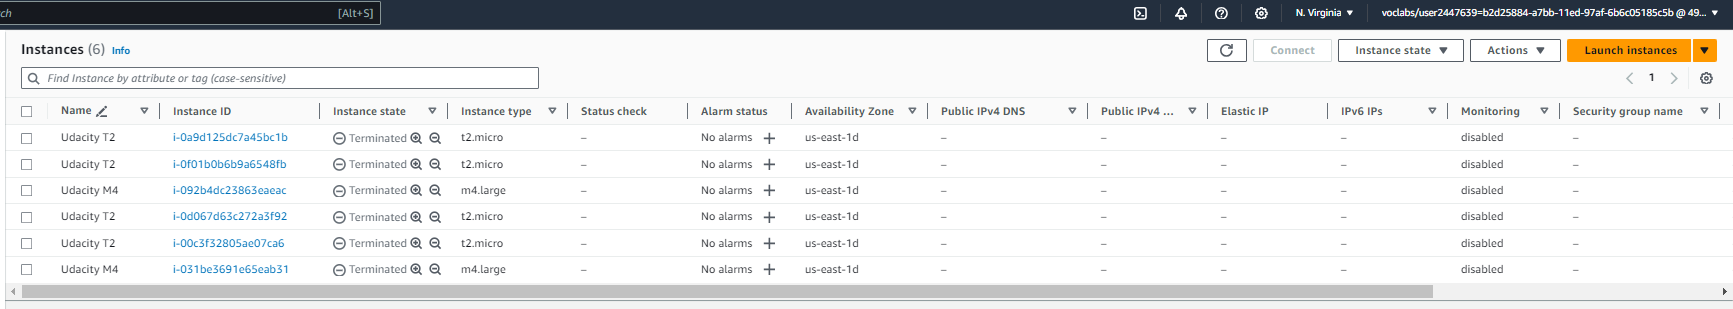 rch [Alt+S] N. Virginia voclabs/user2447639=b2d25884-a7bb-11ed-97af-6b6c05185c5b @ 49...
Instances (6) Info Connect Instance state Actions Launch instances
Find Instance by attribute or tag (case-sensitive) 1
Name Instance ID Instance state Instance type Status check Alarm status Availability Zone Public IPv4 DNS Public IPv4 ... Elastic IP IPv6 IPs Monitoring Security group name
Udacity T2 i-0a9d125dc7a45bc1b Terminated t2.micro – No alarms + us-east-1d – – – – disabled –
Udacity T2 i-0f01b0b6b9a6548fb Terminated t2.micro – No alarms + us-east-1d – – – – disabled –
Udacity M4 i-092b4dc23863eaeac Terminated m4.large – No alarms + us-east-1d – – – – disabled –
Udacity T2 i-0d067d63c272a3f92 Terminated t2.micro – No alarms + us-east-1d – – – – disabled –
Udacity T2 i-00c3f32805ae07ca6 Terminated t2.micro – No alarms + us-east-1d – – – – disabled –
Udacity M4 i-031be3691e65eab31 Terminated m4.large – No alarms + us-east-1d – – – – disabled –